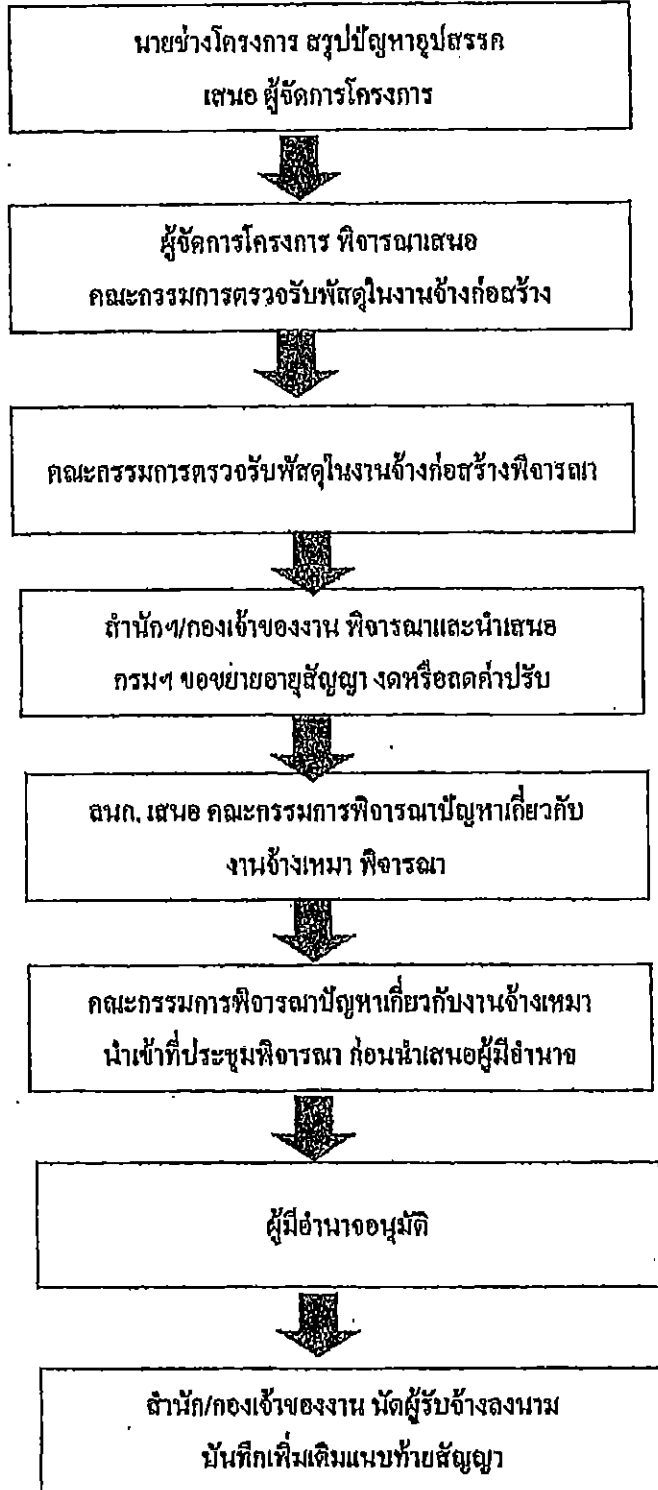 นายช่างโครงการ สรุปปัญหาอุปสรรค
เสนอ ผู้จัดการโครงการ
ผู้จัดการโครงการ พิจารณาเสนอ
คณะกรรมการตรวจรับพัสดุในงานจ้างก่อสร้าง
คณะกรรมการตรวจรับพัสดุในงานจ้างก่อสร้างพิจารณา
สำนักฯ/กองเจ้าของงาน พิจารณาและนำเสนอ
กรมฯ ขอขยายอายุสัญญา งดหรือลดค่าปรับ
ลนก. เสนอ คณะกรรมการพิจารณาปัญหาเกี่ยวกับ
งานจ้างเหมา พิจารณา
คณะกรรมการพิจารณาปัญหาเกี่ยวกับงานจ้างเหมา
นำเข้าที่ประชุมพิจารณา ก่อนนำเสนอผู้มีอำนาจ
ผู้มีอำนาจอนุมัติ
สำนัก/กองเจ้าของงาน นัดผู้รับจ้างลงนาม
บันทึกเพิ่มเติมแนบท้ายสัญญา